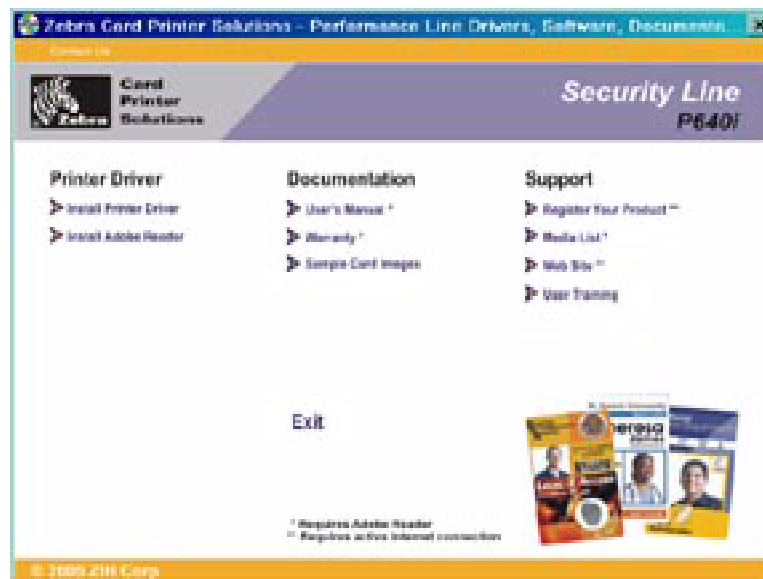 Zebra Card Printer Solutions - Performance Line Drivers, Software, Documenta..
Contact Us
Zebra
Card
Printer
Solutions
Security Line
P640i
Printer Driver
Install Printer Driver
Install Adobe Reader
Documentation
User's Manual *
Warranty *
Sample Card Images
Support
Register Your Product **
Media List *
Web Site **
User Training
Exit
* Requires Adobe Reader
** Requires active internet connection
© 2005 ZIH Corp